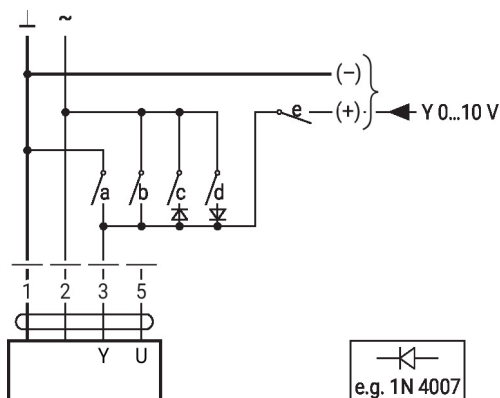 ⊥ ~
(–)
e (+) Y 0...10 V
a b c d
1 2 3 5
Y U
e.g. 1N 4007